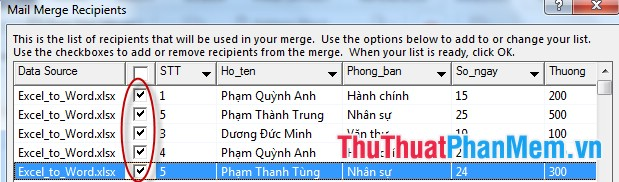 Mail Merge Recipients
This is the list of recipients that will be used in your merge. Use the options below to add to or change your list.
Use the checkboxes to add or remove recipients from the merge. When your list is ready, click OK.
Data Source STT Ho_ten Phong_ban So_ngay Thuong
Excel_to_Word.xlsx 1 Phạm Quỳnh Anh Hành chính 15 200
Excel_to_Word.xlsx 5 Phạm Thành Trung Nhân sự 25 500
Excel_to_Word.xlsx 3 Dương Đức Minh Văn thư 19 100
Excel_to_Word.xlsx 4 Phạm Quỳnh Anh
ThuThuatPhanMem.vn
Excel_to_Word.xlsx 5 Phạm Thanh Tùng Nhân sự 24 300